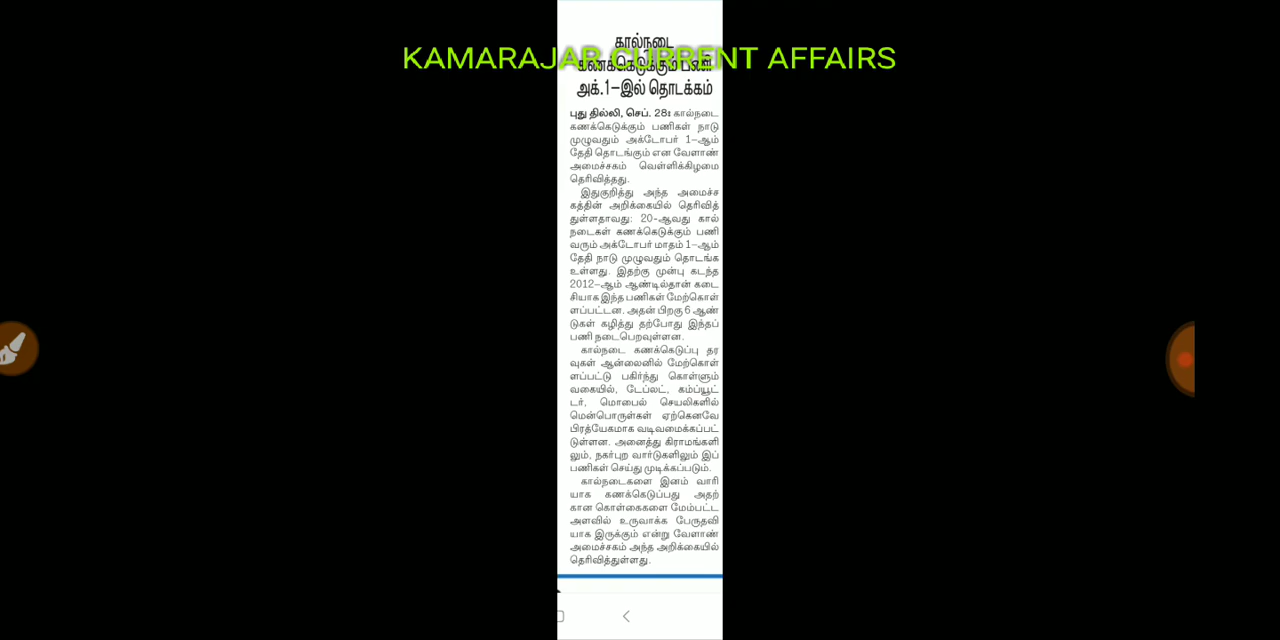 கால்நடை
KAMARAJAR CURRENT AFFAIRS
கணக்கெடுக்கும் பணி
அக்.1-இல் தொடக்கம்
புது தில்லி, செப். 28: கால்நடை
கணக்கெடுக்கும் பணிகள் நாடு
முழுவதும் அக்டோபர் 1-ஆம்
தேதி தொடங்கும் என வேளாண்
அமைச்சகம் வெள்ளிக்கிழமை
தெரிவித்தது.
இதுகுறித்து அந்த அமைச்ச
கத்தின் அறிக்கையில் தெரிவித்
துள்ளதாவது: 20-ஆவது கால்
நடைகள் கணக்கெடுக்கும் பணி
வரும் அக்டோபர் மாதம் 1-ஆம்
தேதி நாடு முழுவதும் தொடங்க
உள்ளது. இதற்கு முன்பு கடந்த
2012-ஆம் ஆண்டில்தான் கடை
சியாக இந்த பணிகள் மேற்கொள்
ளப்பட்டன. அதன் பிறகு 6 ஆண்
டுகள் கழித்து தற்போது இந்தப்
பணி நடைபெறவுள்ளன.
கால்நடை கணக்கெடுப்பு தர
வுகள் ஆன்லைனில் மேற்கொள்
ளப்பட்டு பகிர்ந்து கொள்ளும்
வகையில், டேப்லட், கம்ப்யூட்
டர், மொபைல் செயலிகளில்
மென்பொருள்கள் ஏற்கெனவே
பிரத்யேகமாக வடிவமைக்கப்பட்
டுள்ளன. அனைத்து கிராமங்களி
லும், நகர்புற வார்டுகளிலும் இப்
பணிகள் செய்து முடிக்கப்படும்.
கால்நடைகளை இனம் வாரி
யாக கணக்கெடுப்பது அதற்
கான கொள்கைகளை மேம்பட்ட
அளவில் உருவாக்க பேருதவி
யாக இருக்கும் என்று வேளாண்
அமைச்சகம் அந்த அறிக்கையில்
தெரிவித்துள்ளது.